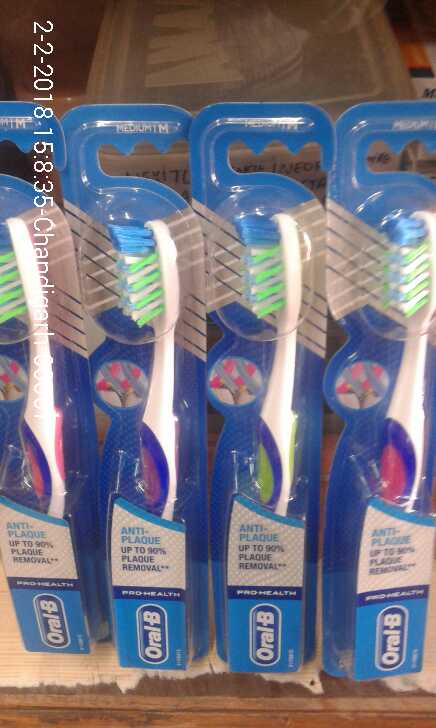 2-2-2018 15:8:35-Chandigarh
MEDIUM M
MEDIUM M
MEDIUM M
MEDIUM M
ANTI-
PLAQUE
UP TO 90%
PLAQUE
REMOVAL**
PRO-HEALTH
Oral-B
ANTI-
PLAQUE
UP TO 90%
PLAQUE
REMOVAL**
PRO-HEALTH
Oral-B
ANTI-
PLAQUE
UP TO 90%
PLAQUE
REMOVAL**
PRO-HEALTH
Oral-B
ANTI-
PLAQUE
UP TO 90%
PLAQUE
REMOVAL**
PRO-HEALTH
Oral-B